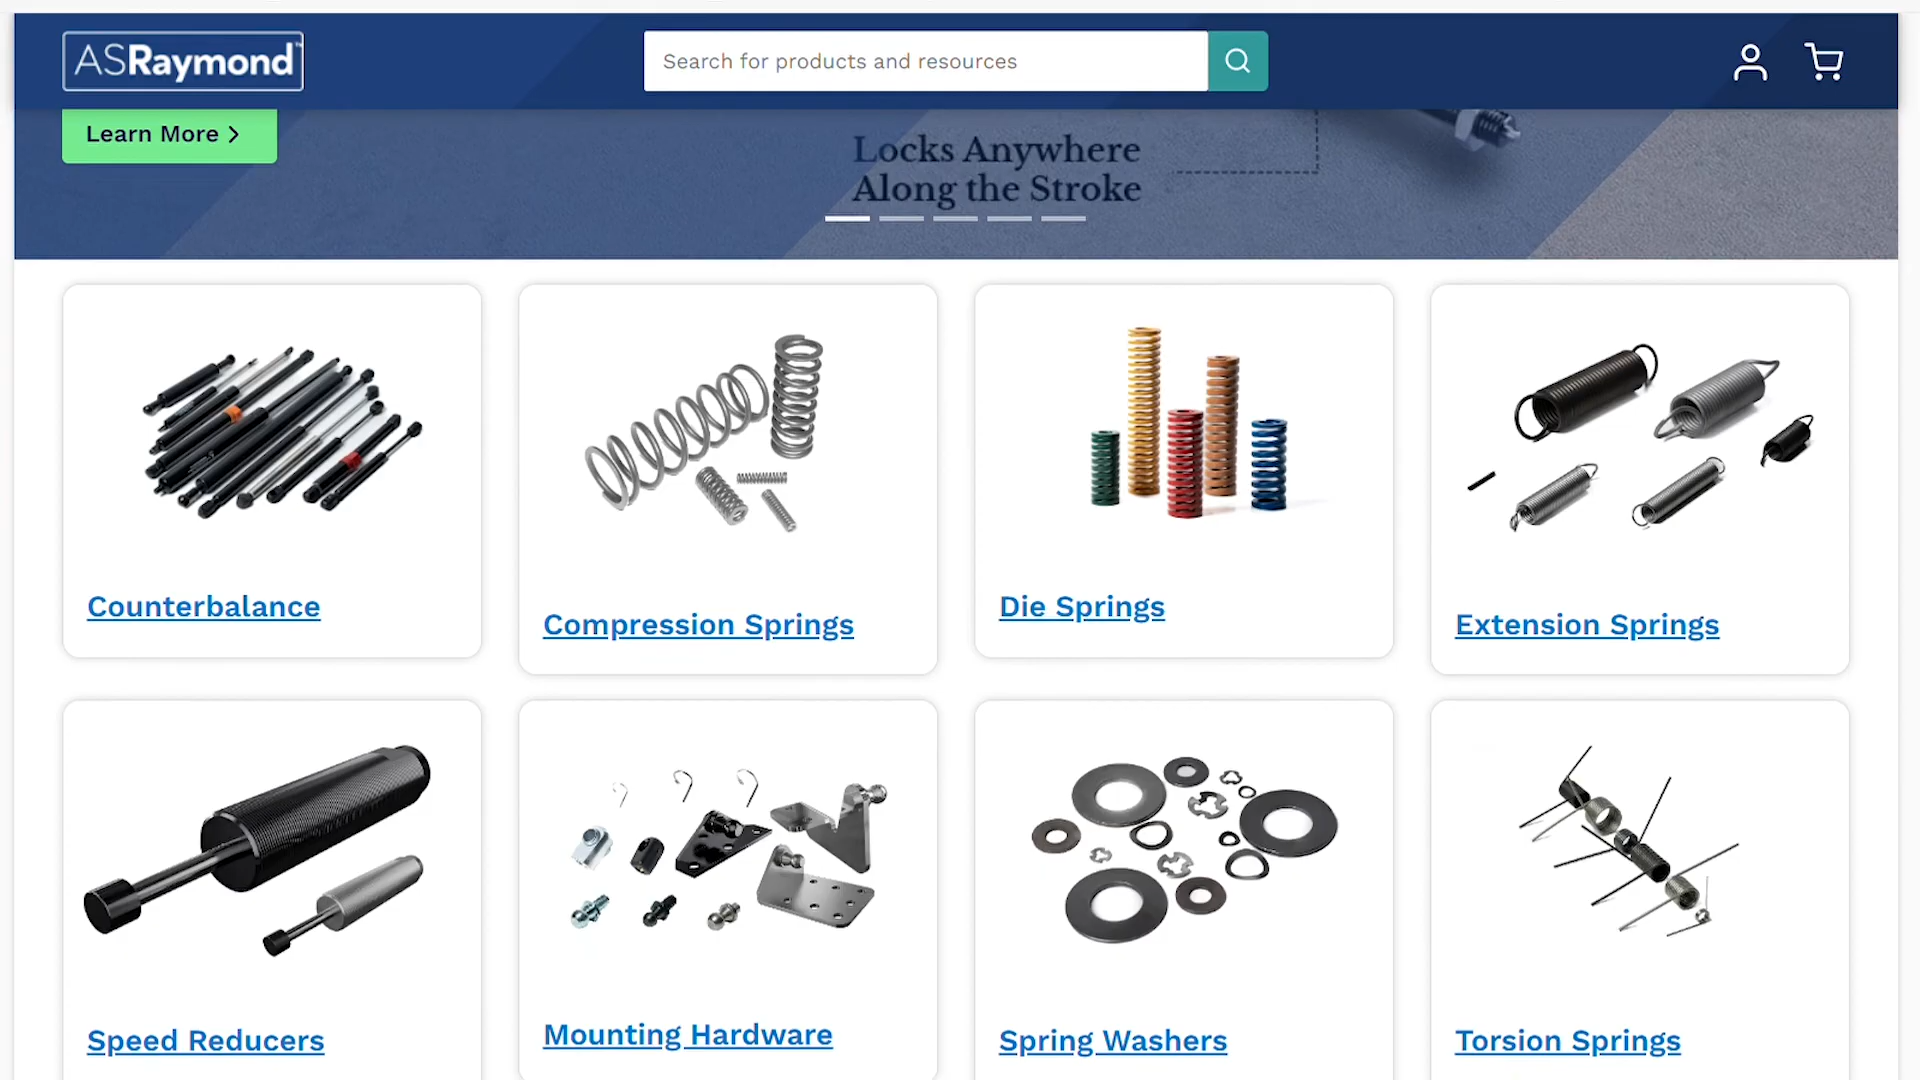 ASRaymond
Search for products and resources
Learn More
Locks Anywhere
Along the Stroke
Counterbalance
Compression Springs
Die Springs
Extension Springs
Speed Reducers
Mounting Hardware
Spring Washers
Torsion Springs